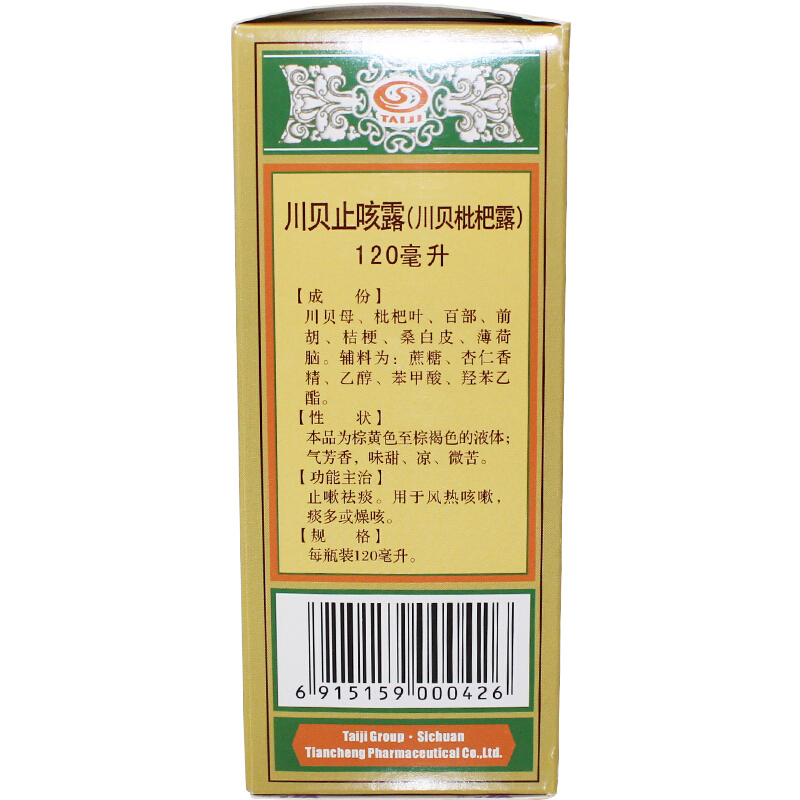 TAIJI
川贝止咳露(川贝枇杷露)
120毫升
【成　份】
川贝母、枇杷叶、百部、前
胡、桔梗、桑白皮、薄荷
脑。辅料为：蔗糖、杏仁香
精、乙醇、苯甲酸、羟苯乙
酯。
【性　状】
本品为棕黄色至棕褐色的液体；
气芳香，味甜、凉、微苦。
【功能主治】
止嗽祛痰。用于风热咳嗽，
痰多或燥咳。
【规　格】
每瓶装120毫升。
6 915159 000426
Taiji Group · Sichuan
Tiancheng Pharmaceutical Co.,Ltd.